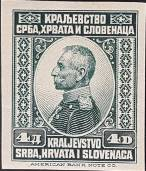 КРАЉЕВСТВО
СРБА, ХРВАТА И СЛОВЕНАЦА
4Д 4D
KRALJEVSTVO
SRBA, HRVATA I SLOVENACA
AMERICAN BANK NOTE CO.